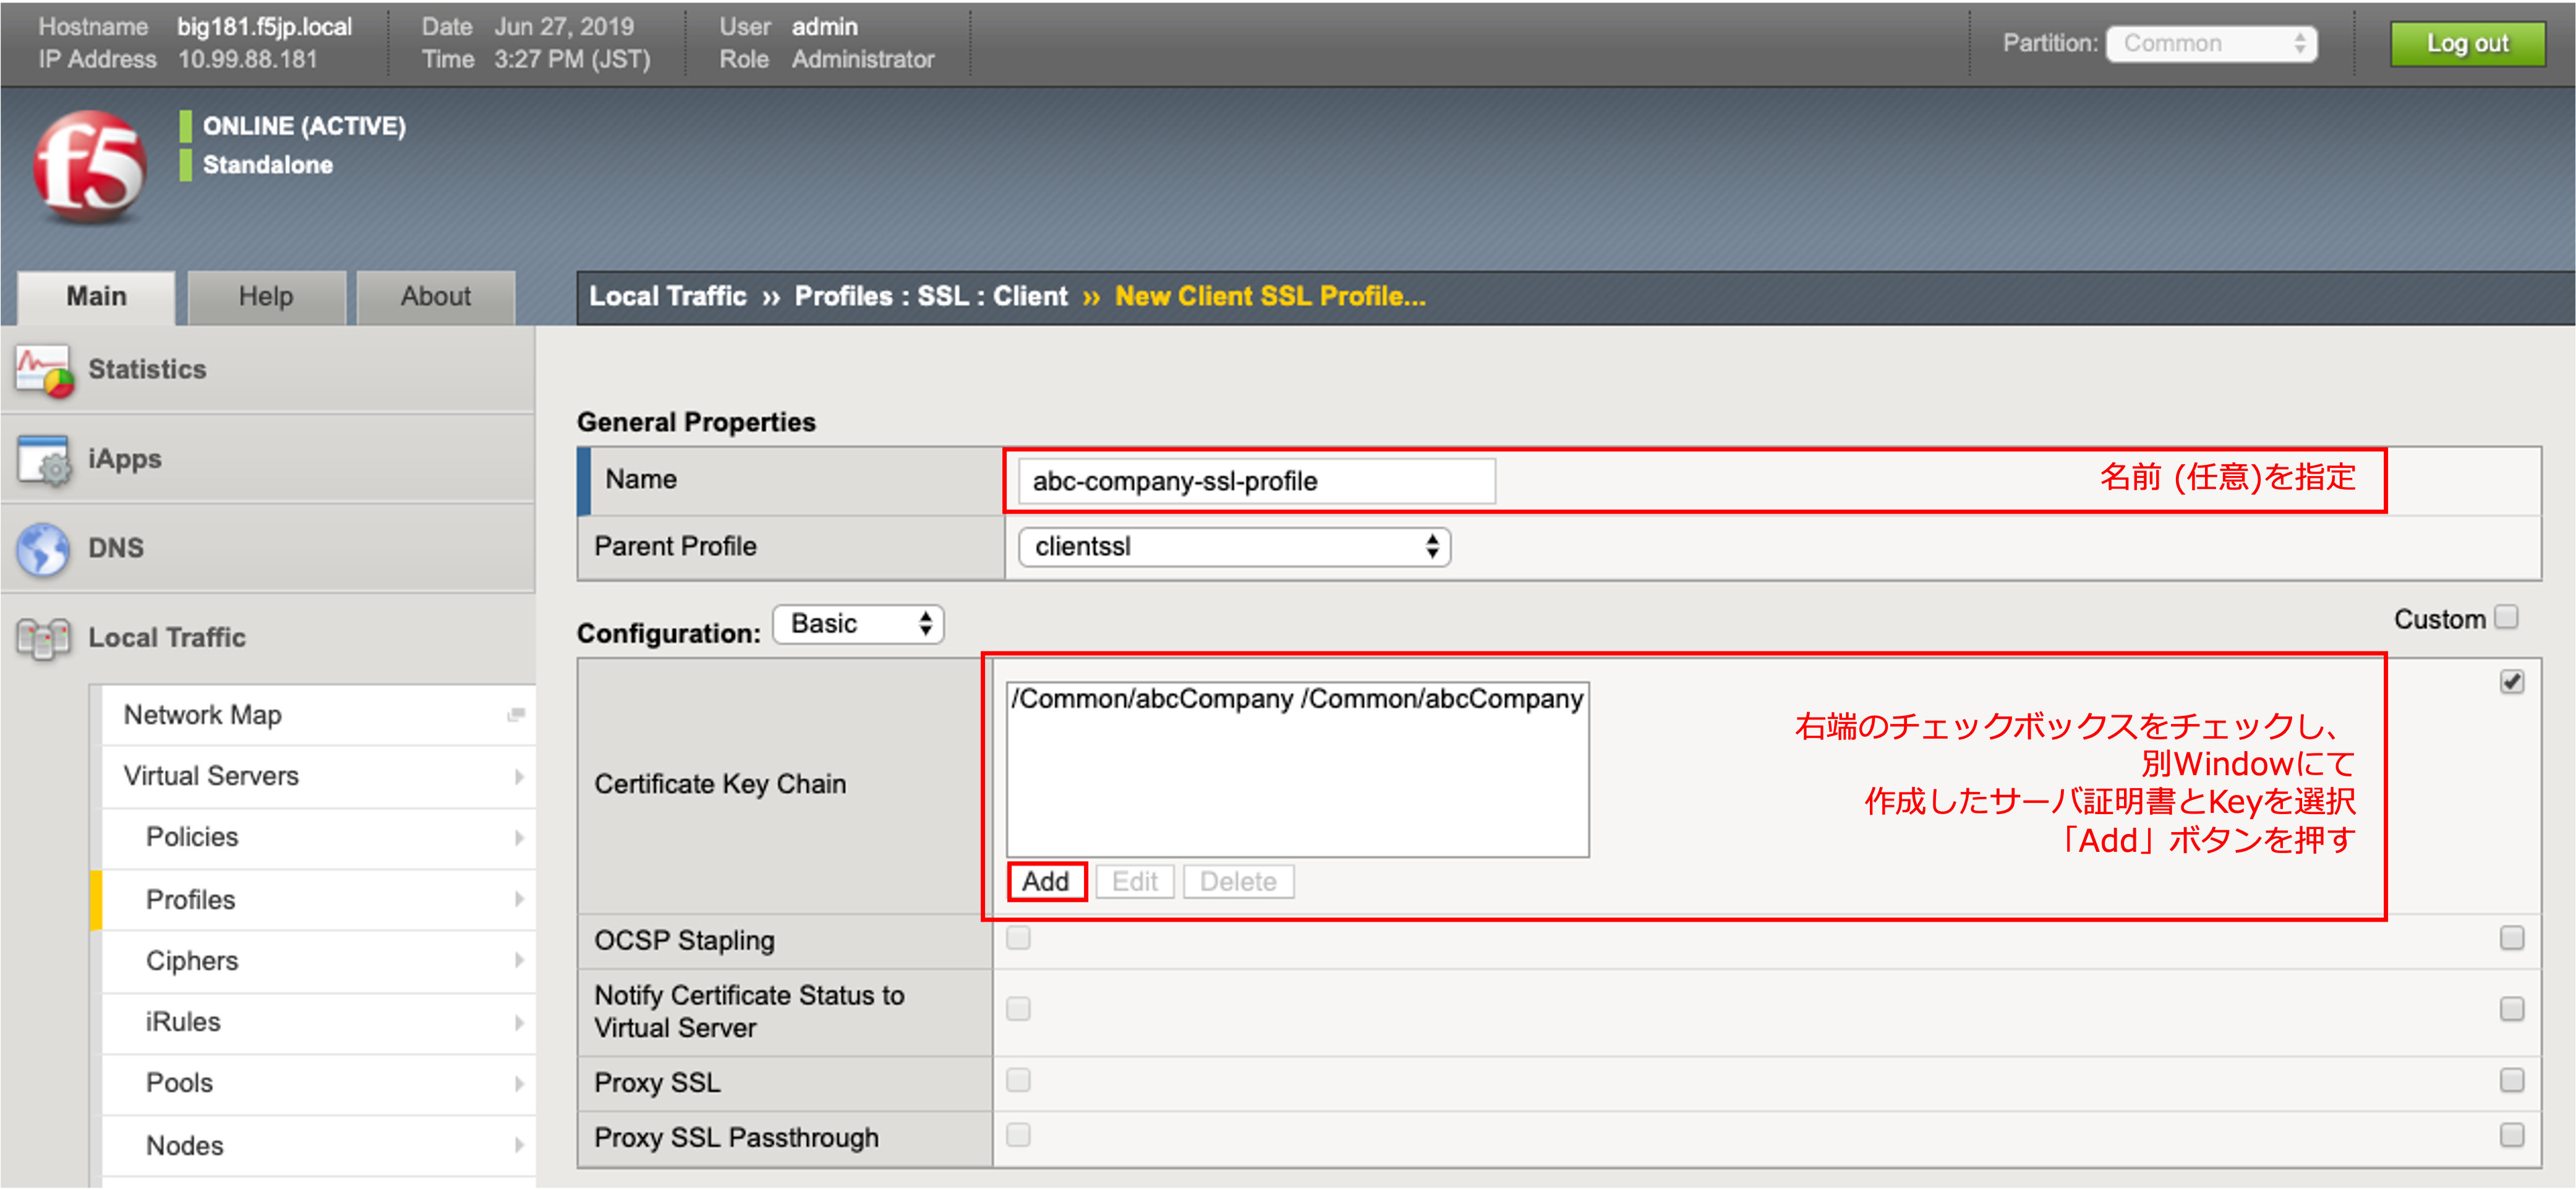 Hostname big181.f5jp.local Date Jun 27, 2019 User admin
IP Address 10.99.88.181 Time 3:27 PM (JST) Role Administrator
Partition: Common Log out
f5
ONLINE (ACTIVE)
Standalone
Main Help About
Local Traffic ›› Profiles : SSL : Client ›› New Client SSL Profile...
Statistics
iApps
DNS
Local Traffic
Network Map
Virtual Servers
Policies
Profiles
Ciphers
iRules
Pools
Nodes
General Properties
Name abc-company-ssl-profile 名前 (任意)を指定
Parent Profile clientssl
Configuration: Basic Custom
Certificate Key Chain
/Common/abcCompany /Common/abcCompany
右端のチェックボックスをチェックし、
別Windowにて
作成したサーバ証明書とKeyを選択
「Add」ボタンを押す
Add Edit Delete
OCSP Stapling
Notify Certificate Status to
Virtual Server
Proxy SSL
Proxy SSL Passthrough